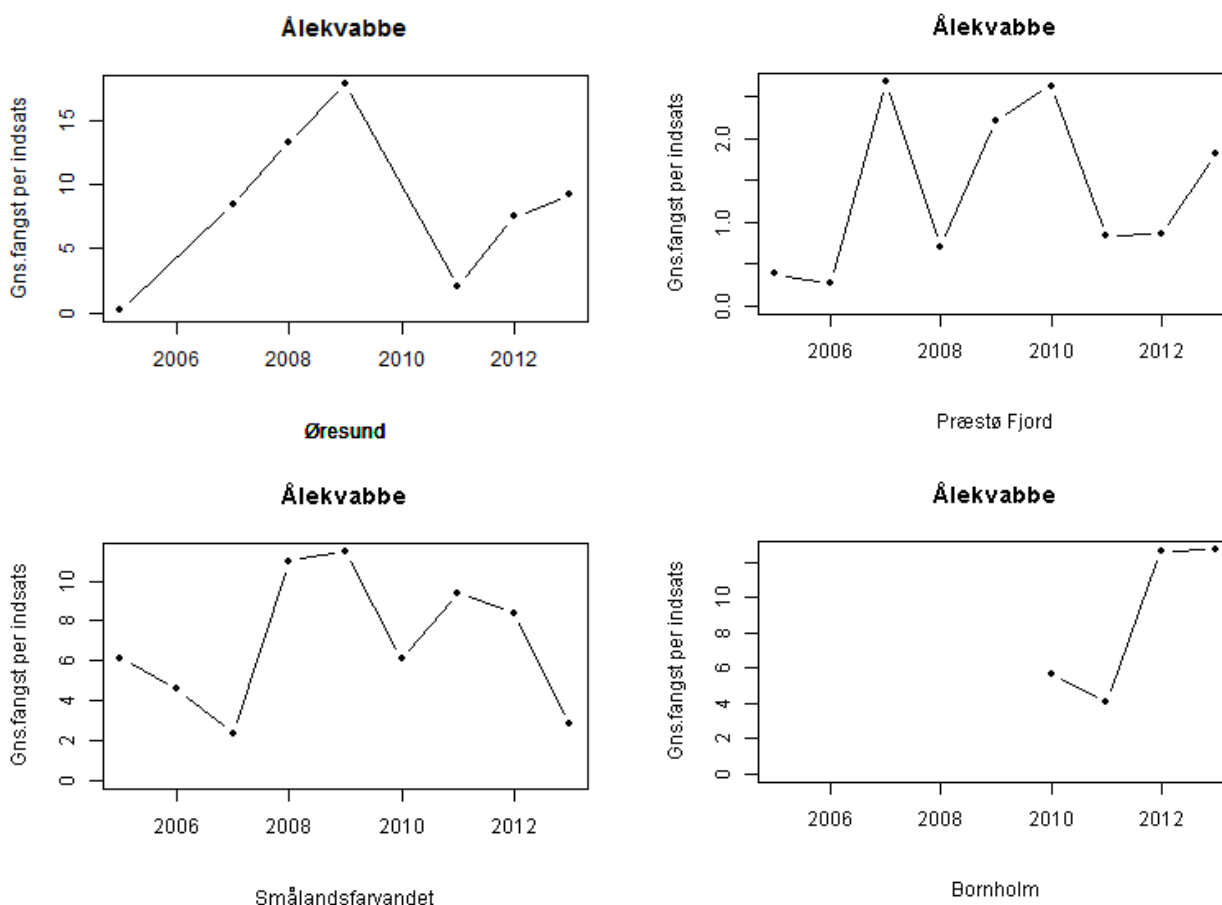 Ålekvabbe
Gns.fangst per indsats
15
10
5
0
2006 2008 2010 2012
Øresund
Ålekvabbe
Gns.fangst per indsats
2.0
1.0
0.0
2006 2008 2010 2012
Præstø Fjord
Ålekvabbe
Gns.fangst per indsats
10
8
6
4
2
0
2006 2008 2010 2012
Smålandsfarvandet
Ålekvabbe
Gns.fangst per indsats
10
8
6
4
2
0
2006 2008 2010 2012
Bornholm